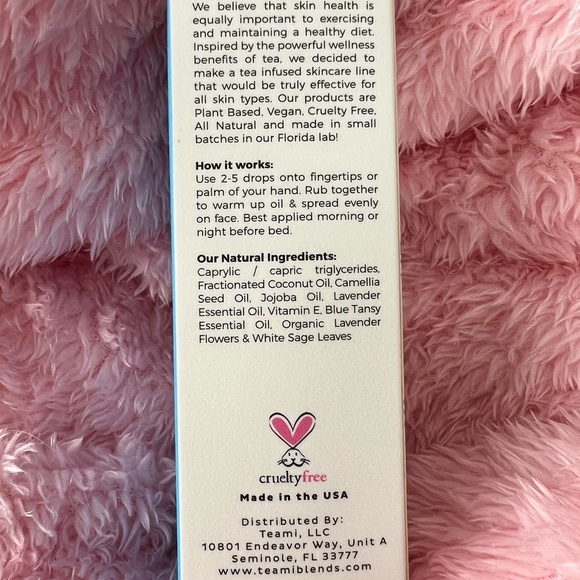 We believe that skin health is
equally important to exercising
and maintaining a healthy diet.
Inspired by the powerful wellness
benefits of tea, we decided to
make a tea infused skincare line
that would be truly effective for
all skin types. Our products are
Plant Based, Vegan, Cruelty Free,
All Natural and made in small
batches in our Florida lab!
How it works:
Use 2-5 drops onto fingertips or
palm of your hand. Rub together
to warm up oil & spread evenly
on face. Best applied morning or
night before bed.
Our Natural Ingredients:
Caprylic / capric triglycerides,
Fractionated Coconut Oil, Camellia
Seed Oil, Jojoba Oil, Lavender
Essential Oil, Vitamin E, Blue Tansy
Essential Oil, Organic Lavender
Flowers & White Sage Leaves
crueltyfree
Made in the USA
Distributed By:
Teami, LLC
10801 Endeavor Way, Unit A
Seminole, FL 33777
www.teamiblends.com